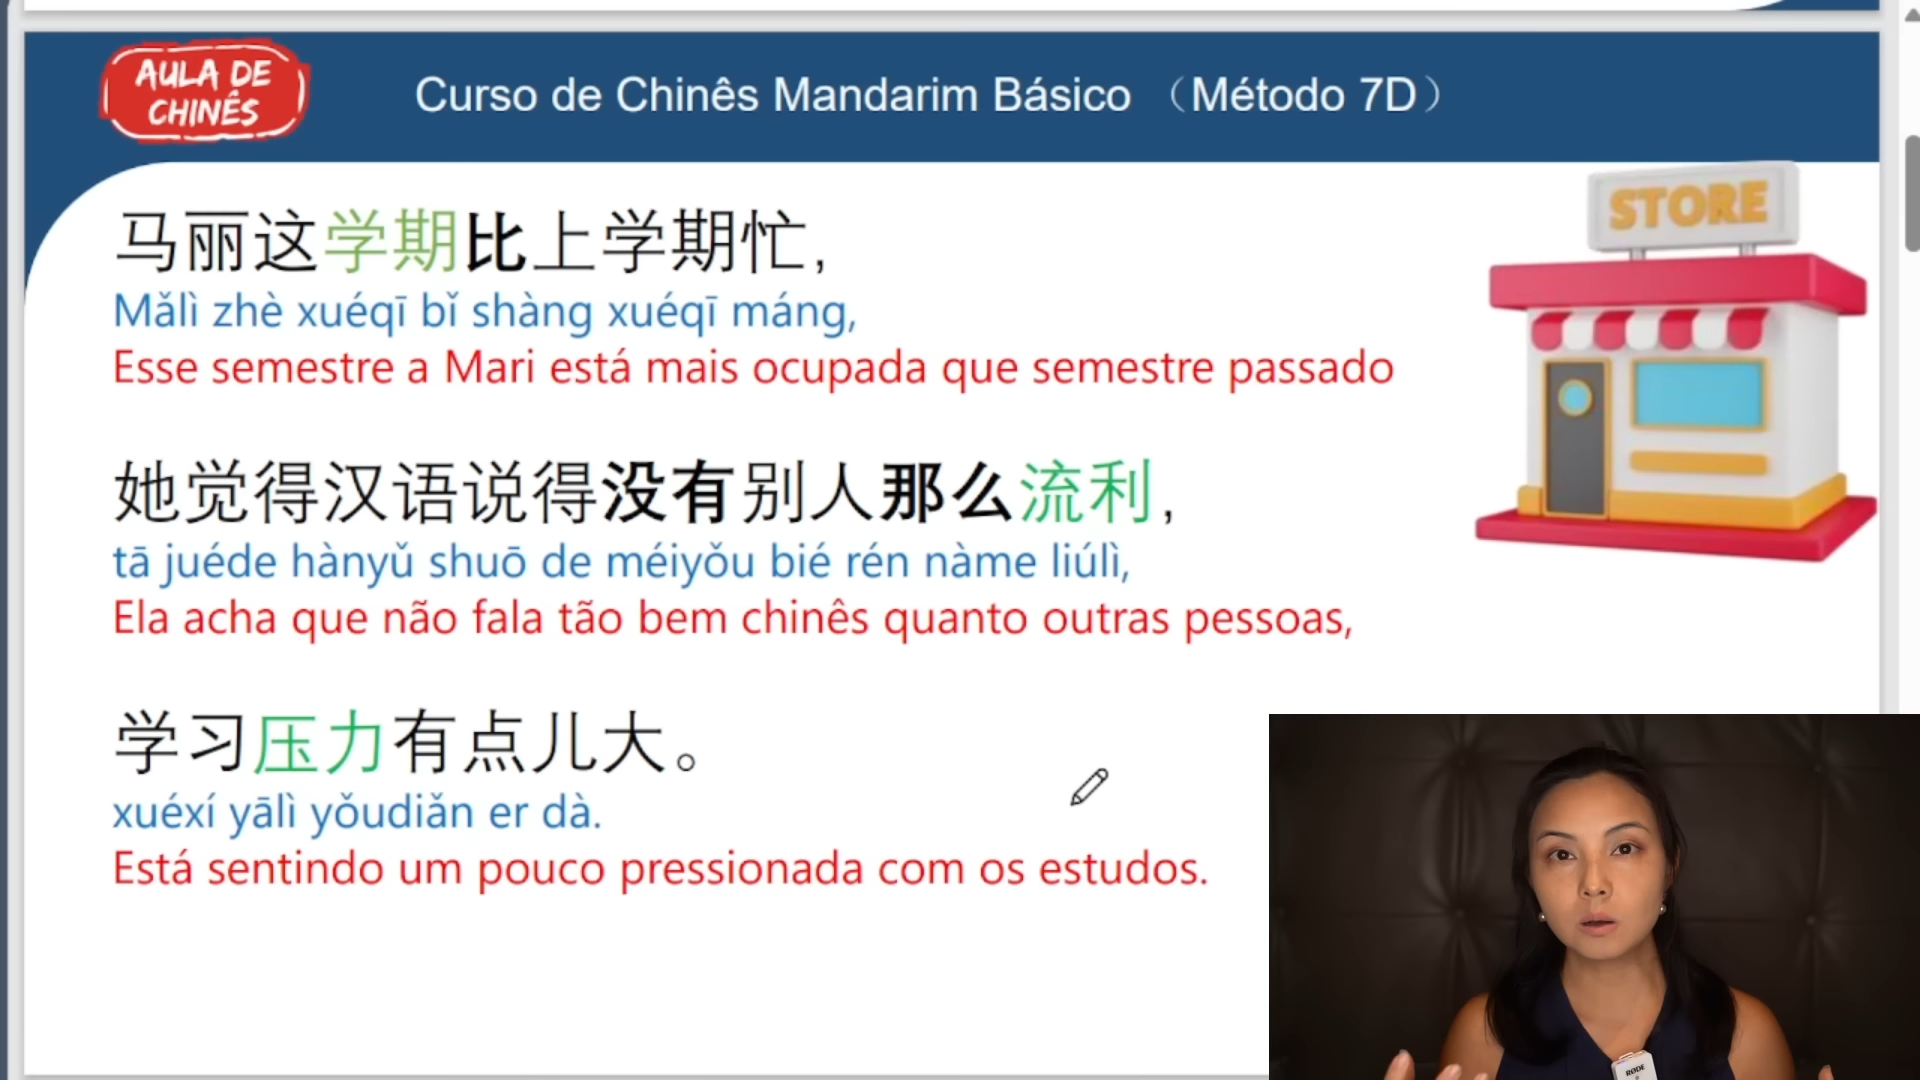 AULA DE
CHINÊS
Curso de Chinês Mandarim Básico （Método 7D）
STORE
马丽这学期比上学期忙，
Mǎlì zhè xuéqī bǐ shàng xuéqī máng,
Esse semestre a Mari está mais ocupada que semestre passado
她觉得汉语说得没有别人那么流利，
tā juéde hànyǔ shuō de méiyǒu bié rén nàme liúlì,
Ela acha que não fala tão bem chinês quanto outras pessoas,
学习压力有点儿大。
xuéxí yālì yǒudiǎn er dà.
Está sentindo um pouco pressionada com os estudos.
RØDE